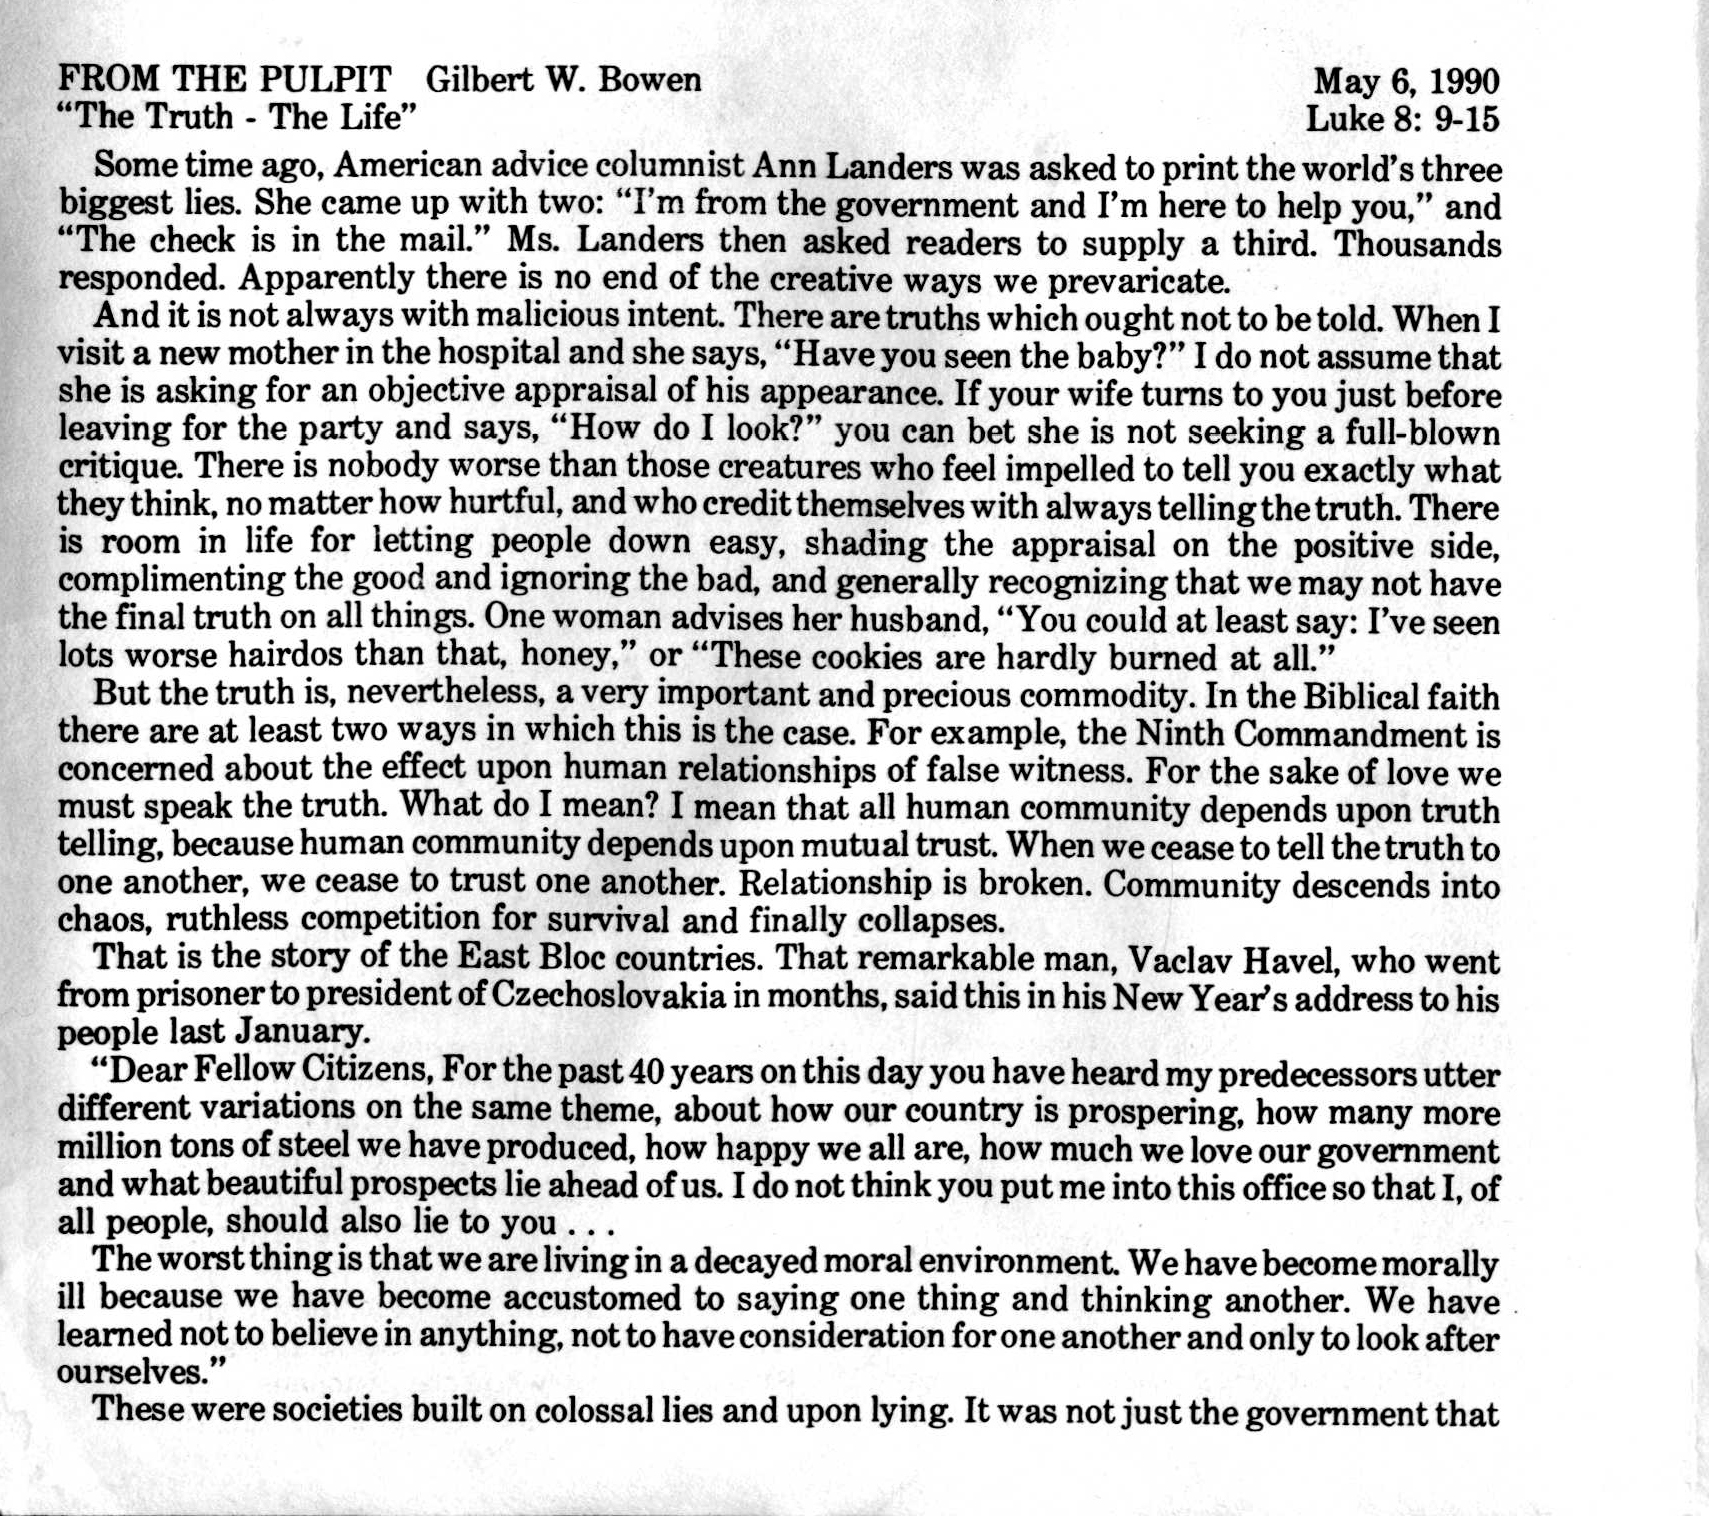 FROM THE PULPIT Gilbert W. Bowen May 6, 1990
“The Truth - The Life” Luke 8: 9-15
Some time ago, American advice columnist Ann Landers was asked to print the world’s three
biggest lies. She came up with two: “I’m from the government and I’m here to help you,” and
“The check is in the mail.” Ms. Landers then asked readers to supply a third. Thousands
responded. Apparently there is no end of the creative ways we prevaricate.
And it is not always with malicious intent. There are truths which ought not to be told. When I
visit a new mother in the hospital and she says, “Have you seen the baby?” I do not assume that
she is asking for an objective appraisal of his appearance. If your wife turns to you just before
leaving for the party and says, “How do I look?” you can bet she is not seeking a full-blown
critique. There is nobody worse than those creatures who feel impelled to tell you exactly what
they think, no matter how hurtful, and who credit themselves with always telling the truth. There
is room in life for letting people down easy, shading the appraisal on the positive side,
complimenting the good and ignoring the bad, and generally recognizing that we may not have
the final truth on all things. One woman advises her husband, “You could at least say: I’ve seen
lots worse hairdos than that, honey,” or “These cookies are hardly burned at all.”
But the truth is, nevertheless, a very important and precious commodity. In the Biblical faith
there are at least two ways in which this is the case. For example, the Ninth Commandment is
concerned about the effect upon human relationships of false witness. For the sake of love we
must speak the truth. What do I mean? I mean that all human community depends upon truth
telling, because human community depends upon mutual trust. When we cease to tell the truth to
one another, we cease to trust one another. Relationship is broken. Community descends into
chaos, ruthless competition for survival and finally collapses.
That is the story of the East Bloc countries. That remarkable man, Vaclav Havel, who went
from prisoner to president of Czechoslovakia in months, said this in his New Year’s address to his
people last January.
“Dear Fellow Citizens, For the past 40 years on this day you have heard my predecessors utter
different variations on the same theme, about how our country is prospering, how many more
million tons of steel we have produced, how happy we all are, how much we love our government
and what beautiful prospects lie ahead of us. I do not think you put me into this office so that I, of
all people, should also lie to you . . .
The worst thing is that we are living in a decayed moral environment. We have become morally
ill because we have become accustomed to saying one thing and thinking another. We have
learned not to believe in anything, not to have consideration for one another and only to look after
ourselves.”
These were societies built on colossal lies and upon lying. It was not just the government that